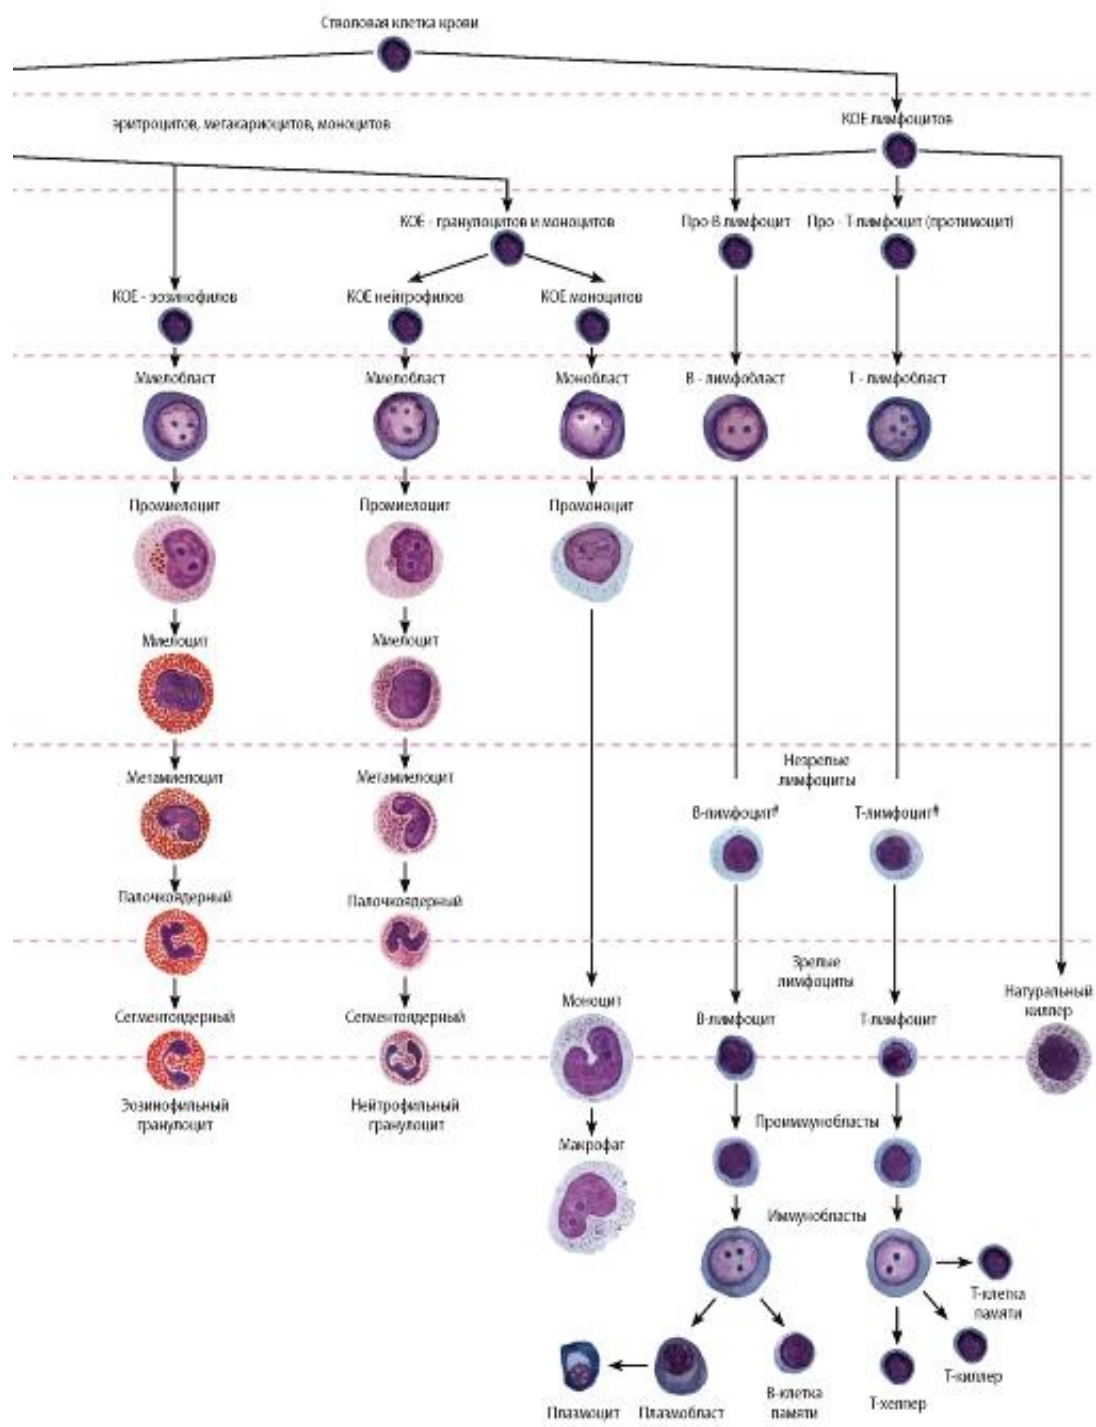 Стволовая клетка крови
эритроцитов, мегакариоцитов, моноцитов
КОЕ лимфоцитов
КОЕ - гранулоцитов и моноцитов
Про-В лимфоцит
Про - Т-лимфоцит (протимоцит)
КОЕ - эозинофилов
КОЕ нейтрофилов
КОЕ моноцитов
Миелобласт
Миелобласт
Монобласт
В - лимфобласт
Т - лимфобласт
Промиелоцит
Промиелоцит
Промоноцит
Миелоцит
Миелоцит
Незрелые
лимфоциты
Метамиелоцит
Метамиелоцит
В-лимфоцит#
Т-лимфоцит#
Палочкоядерный
Палочкоядерный
Зрелые
лимфоциты
Сегментоядерный
Сегментоядерный
Моноцит
В-лимфоцит
Т-лимфоцит
Натуральный
киллер
Эозинофильный
гранулоцит
Нейтрофильный
гранулоцит
Проиммунобласты
Макрофаг
Иммунобласты
Т-клетка
памяти
Т-киллер
Т-хелпер
В-клетка
памяти
Плазмобласт
Плазмоцит